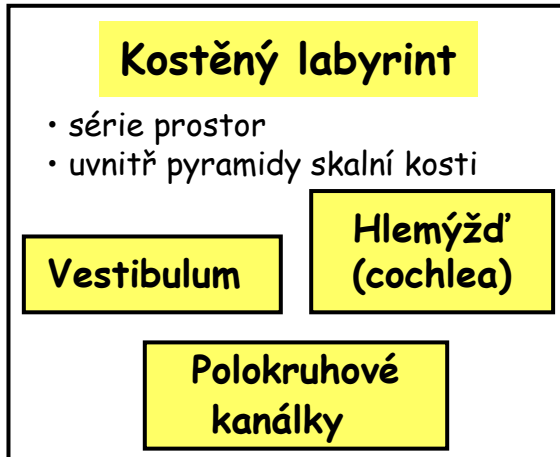 Kostěný labyrint
• série prostor
• uvnitř pyramidy skalní kosti
Vestibulum
Hlemýžď
(cochlea)
Polokruhové
kanálky